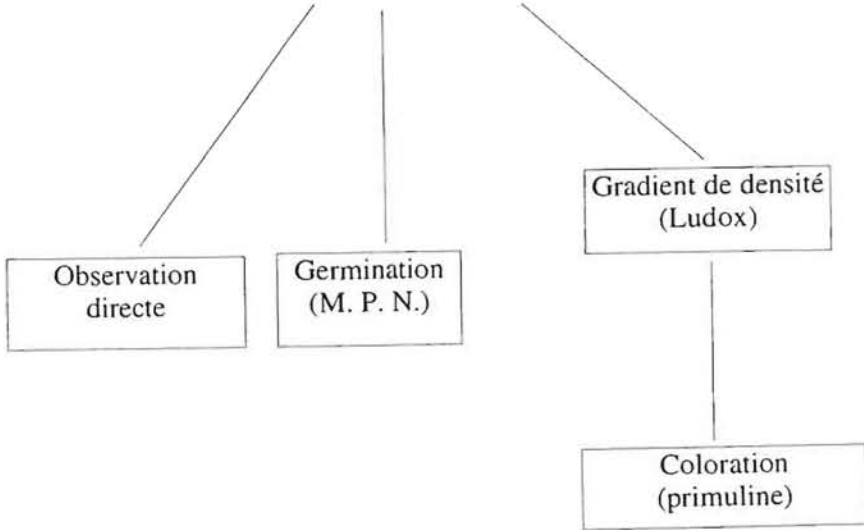 Gradient de densité
(Ludox)
Observation
directe
Germination
(M. P. N.)
Coloration
(primuline)